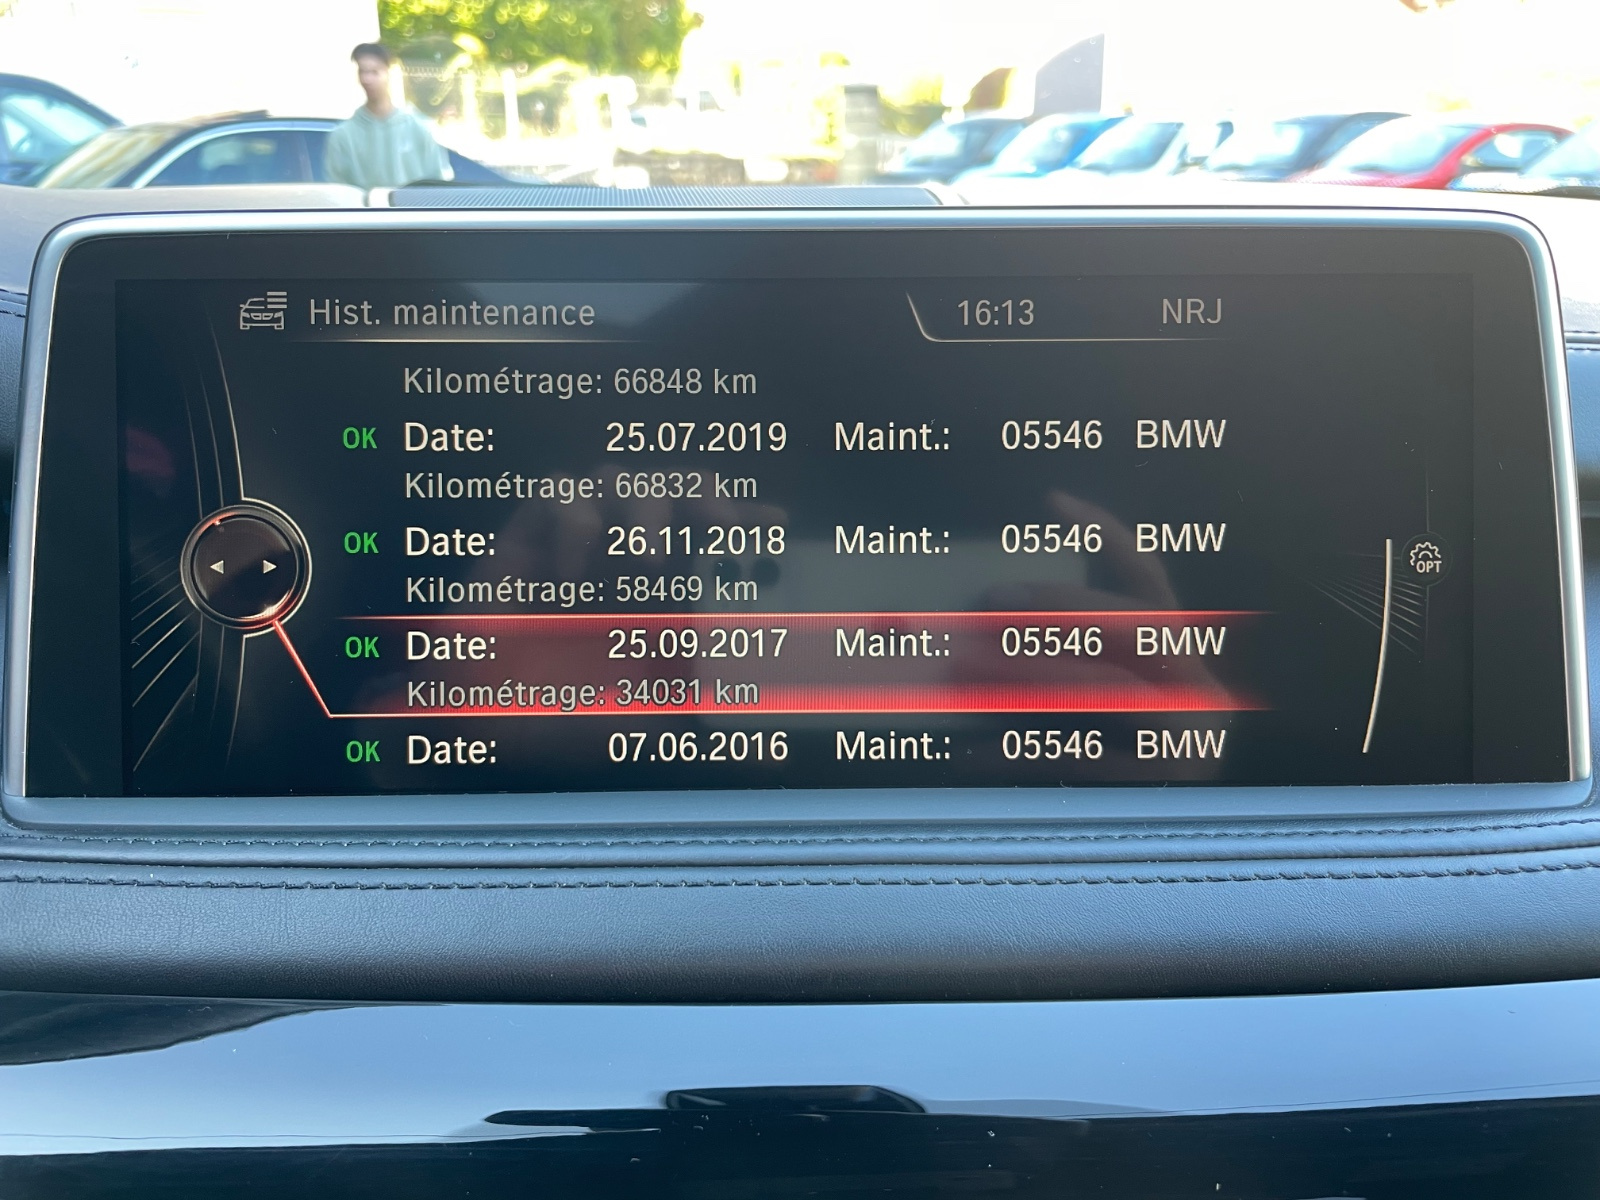 Hist. maintenance 16:13 NRJ
Kilométrage: 66848 km
OK Date: 25.07.2019 Maint.: 05546 BMW
Kilométrage: 66832 km
OK Date: 26.11.2018 Maint.: 05546 BMW
Kilométrage: 58469 km
OPT
OK Date: 25.09.2017 Maint.: 05546 BMW
Kilométrage: 34031 km
OK Date: 07.06.2016 Maint.: 05546 BMW